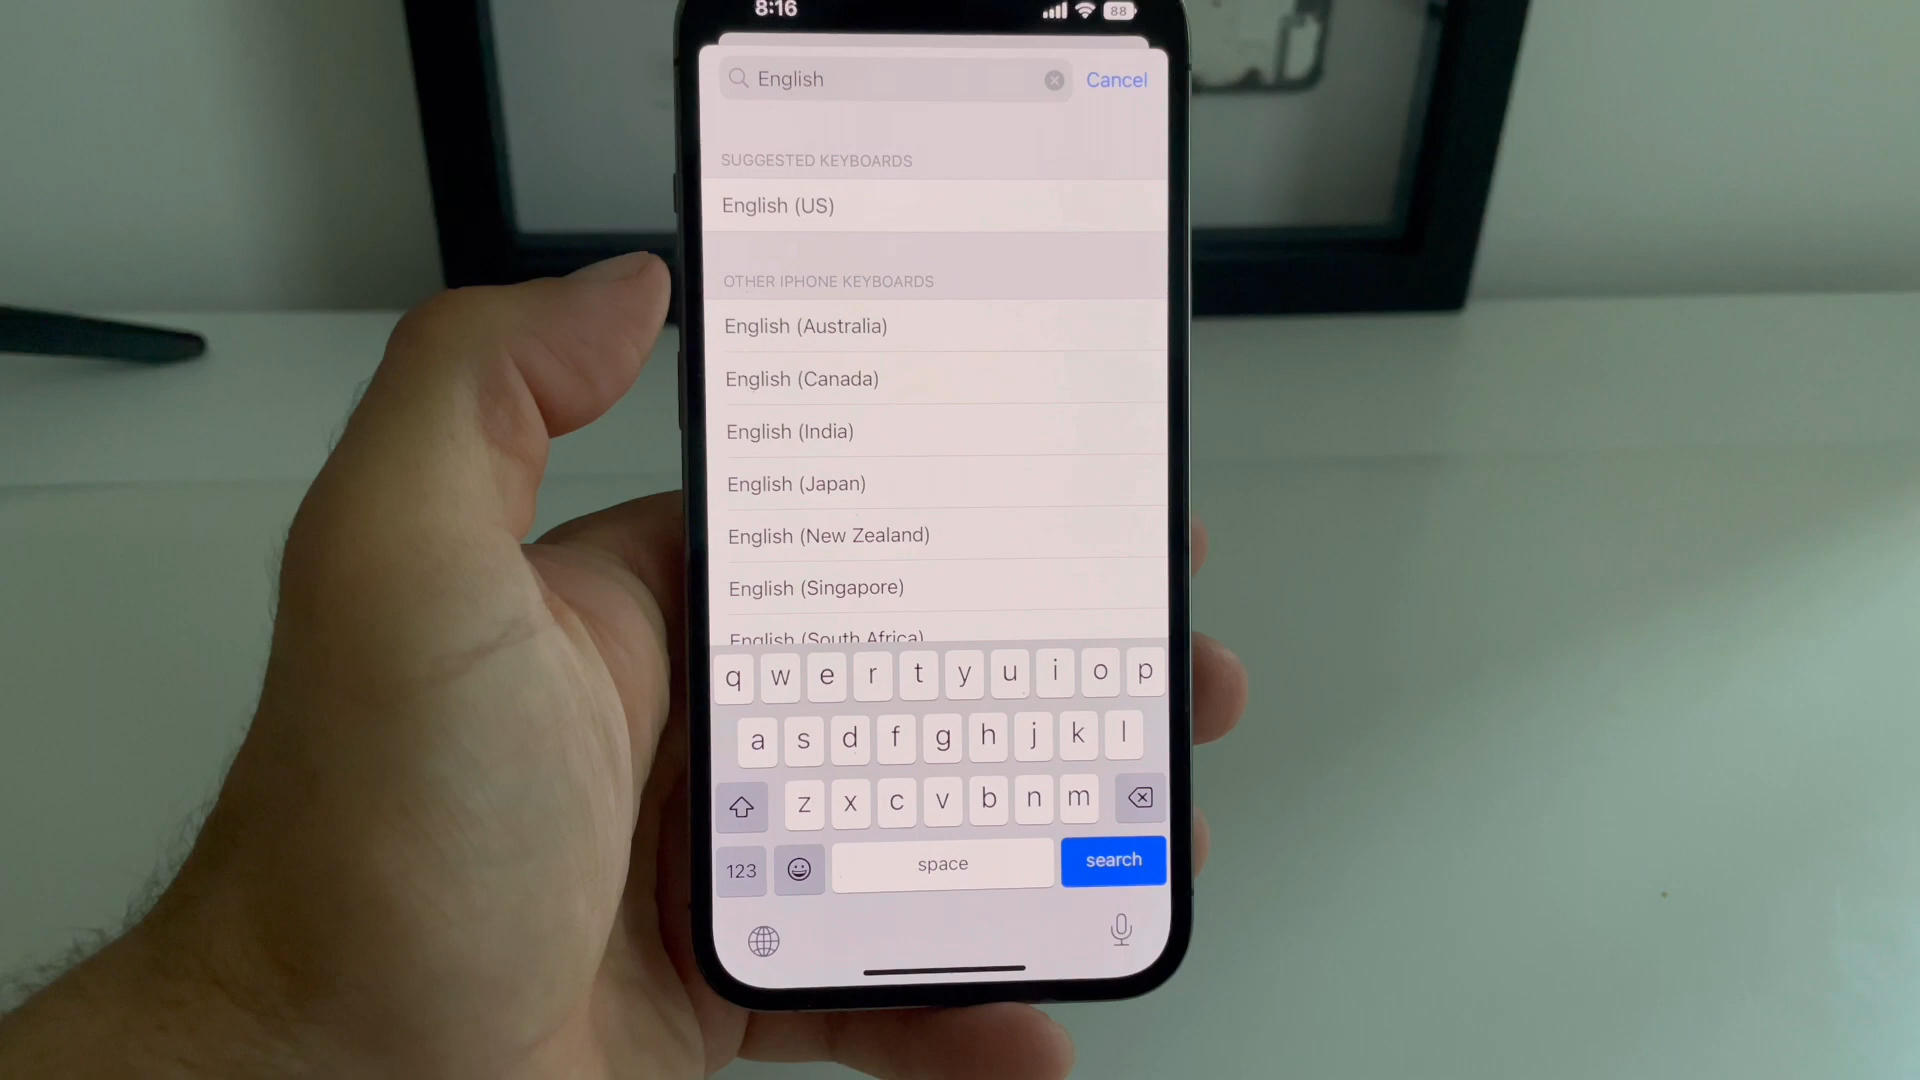 8:16
88
English
Cancel
SUGGESTED KEYBOARDS
English (US)
OTHER IPHONE KEYBOARDS
English (Australia)
English (Canada)
English (India)
English (Japan)
English (New Zealand)
English (Singapore)
English (South Africa)
q w e r t y u i o p
a s d f g h j k l
z x c v b n m
123 space search